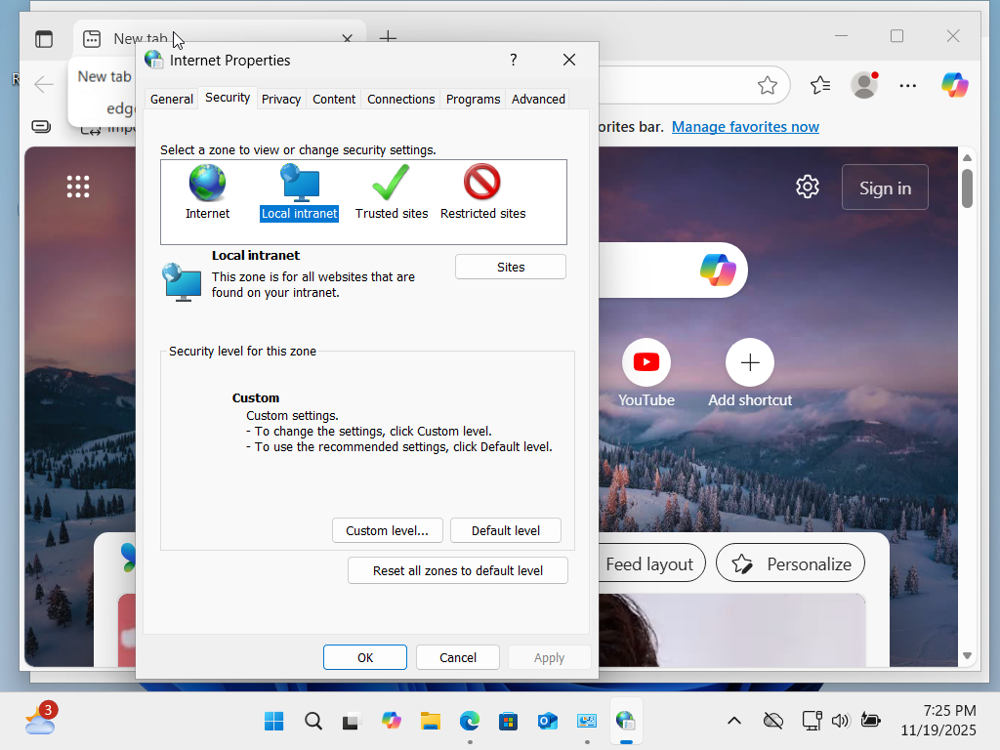 New tab
Internet Properties
?
New tab
General Security Privacy Content Connections Programs Advanced
orites bar. Manage favorites now
Select a zone to view or change security settings.
Internet
Local intranet
Trusted sites
Restricted sites
Sign in
Local intranet
This zone is for all websites that are
found on your intranet.
Sites
Security level for this zone
Custom
Custom settings.
- To change the settings, click Custom level.
- To use the recommended settings, click Default level.
YouTube
Add shortcut
Custom level...
Default level
Reset all zones to default level
Feed layout
Personalize
OK
Cancel
Apply
3
7:25 PM
11/19/2025